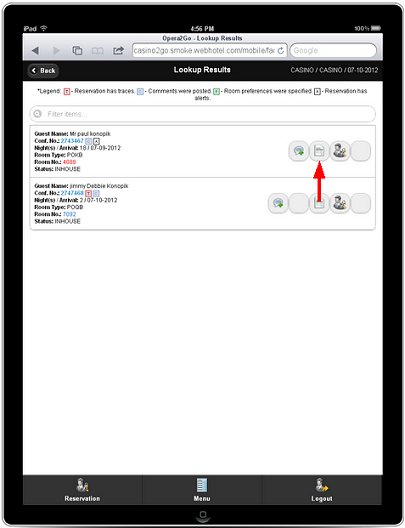 iPad 4:56 PM 100%
Opera2Go - Lookup Results
casino2go.smoke.webhotel.com/mobile/fac Google
Back Lookup Results CASINO / CASINO / 07-10-2012
*Legend: T - Reservation has traces. C - Comments were posted. P - Room preferences were specified. A - Reservation has
alerts.
Filter items...
Guest Name: Mr paul konopik
Conf. No.: 2743467 C A
Night(s) / Arrival: 18 / 07-09-2012
Room Type: POKB
Room No.: 4088
Status: INHOUSE
Guest Name: jimmy Debbie Konopik
Conf. No.: 2747468 T C
Night(s) / Arrival: 2 / 07-10-2012
Room Type: POQB
Room No.: 7092
Status: INHOUSE
Reservation Menu Logout